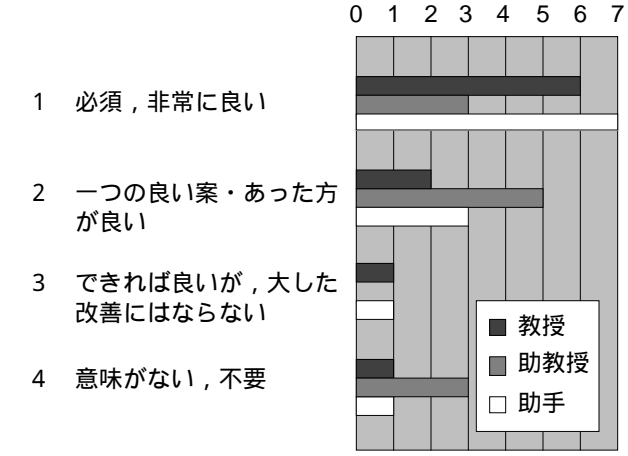 0 1 2 3 4 5 6 7
1 必須,非常に良い
2 一つの良い案・あった方
が良い
3 できれば良いが,大した
改善にはならない
4 意味がない,不要
教授
助教授
助手